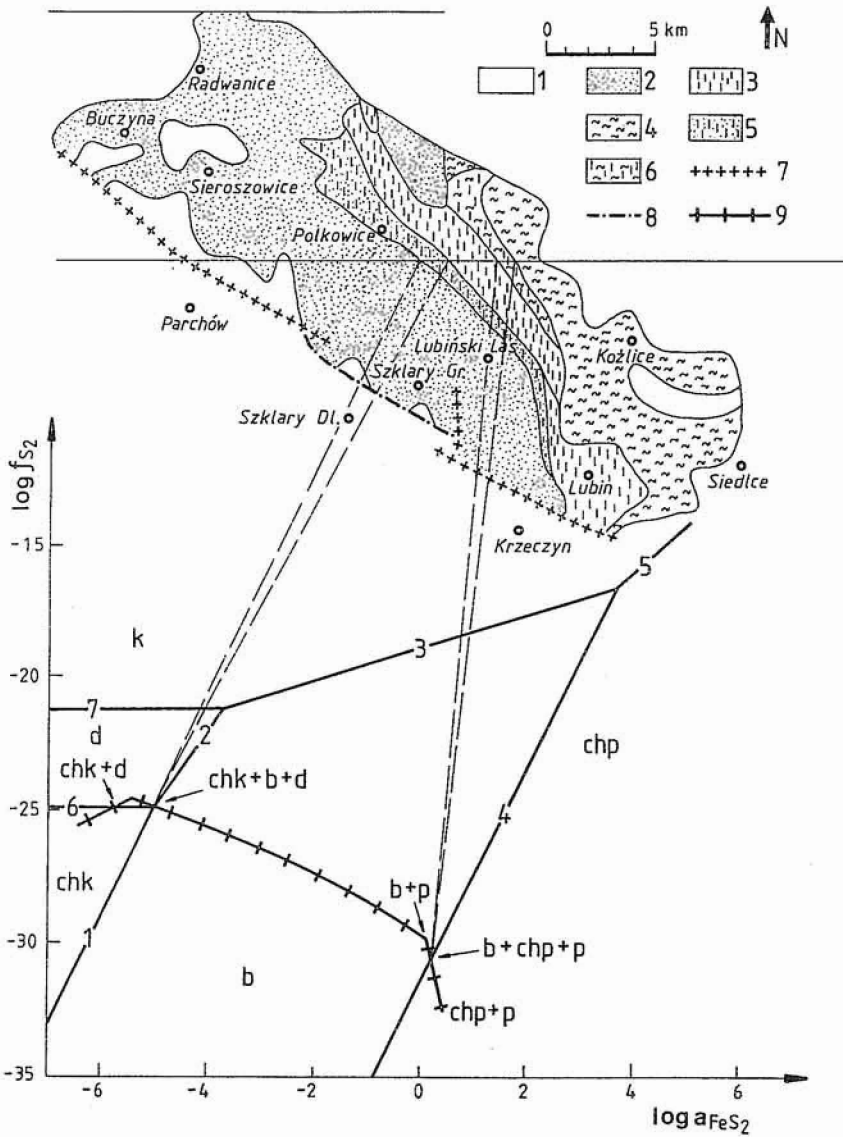 0 5 km
N
1 2 3
4 5
6 7
8 9
Radwanice
Buczyna
Sieroszowice
Polkowice
Parchów
Lubiński Las
Koźlice
Szklary Gr.
Szklary Dl.
Lubin
Siedlce
Krzeczyn
log fS2
-15
5
k
3
-20
7
d
2
chp
chk+d
chk+b+d
-25
6
4
chk
b+p
1
-30
b
b+chp+p
chp+p
-35
-6 -4 -2 0 2 4 6
log aFeS2